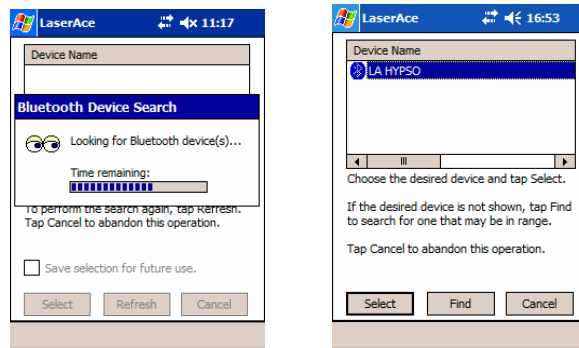 LaserAce 11:17
Device Name
Bluetooth Device Search
Looking for Bluetooth device(s)...
Time remaining:
To perform the search again, tap Refresh.
Tap Cancel to abandon this operation.
Save selection for future use.
Select Refresh Cancel
LaserAce 16:53
Device Name
LA HYPSO
Choose the desired device and tap Select.
If the desired device is not shown, tap Find
to search for one that may be in range.
Tap Cancel to abandon this operation.
Select Find Cancel